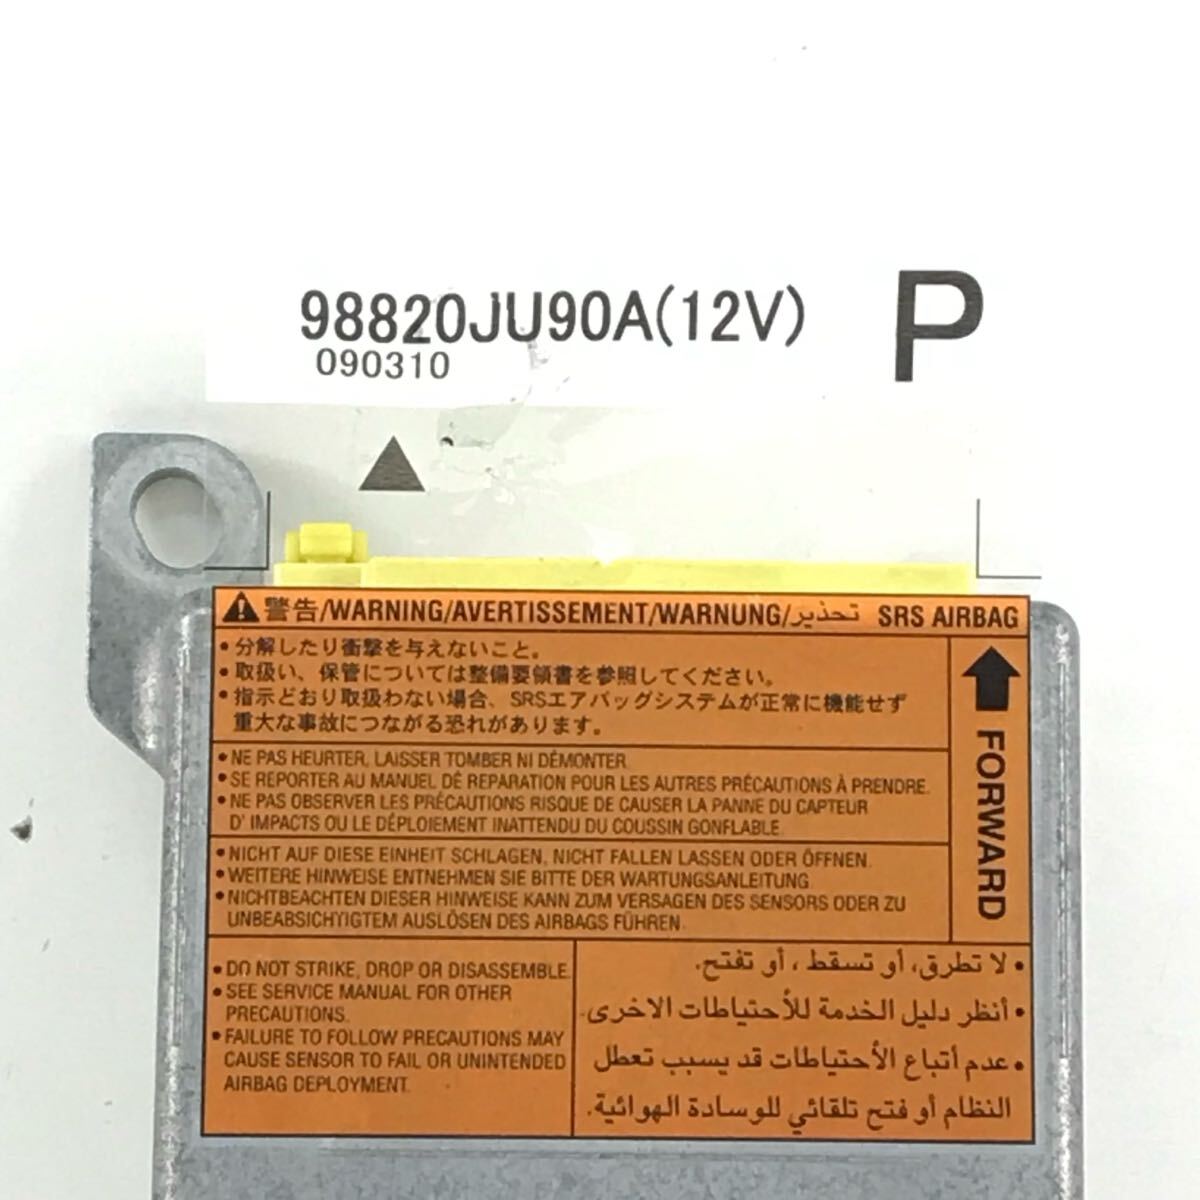 98820JU90A(12V)
090310
P
警告/WARNING/AVERTISSEMENT/WARNUNG/تحذير SRS AIRBAG
• 分解したり衝撃を与えないこと。
• 取扱い、保管については整備要領書を参照してください。
• 指示どおり取扱わない場合、SRSエアバッグシステムが正常に機能せず
重大な事故につながる恐れがあります。
FORWARD
• NE PAS HEURTER, LAISSER TOMBER NI DÉMONTER
• SE REPORTER AU MANUEL DÉ REPARATION POUR LES AUTRES PRÉCAUTIONS À PRENDRE.
• NE PAS OBSERVER LES PRÉCAUTIONS RISQUE DE CAUSER LA PANNE DU CAPTEUR
D' IMPACTS OU LE DÉPLOIEMENT INATTENDU DU COUSSIN GONFLABLE.
• NICHT AUF DIESE EINHEIT SCHLAGEN, NICHT FALLEN LASSEN ODER ÖFFNEN.
• WEITERE HINWEISE ENTNEHMEN SIE BITTE DER WARTUNGSANLEITUNG.
• NICHTBEACHTEN DIESER HINWEISE KANN ZUM VERSAGEN DES SENSORS ODER ZU
UNBEABSICHYIGTEM AUSLÖSEN DES AIRBAGS FÜHREN.
• DO NOT STRIKE, DROP OR DISASSEMBLE.
• SEE SERVICE MANUAL FOR OTHER
PRECAUTIONS.
• FAILURE TO FOLLOW PRECAUTIONS MAY
CAUSE SENSOR TO FAIL OR UNINTENDED
AIRBAG DEPLOYMENT.
• لا تطرق، أو تسقط ، أو تفتح.
• أنظر دليل الخدمة للأحتياطات الاخرى.
• عدم أتباع الأحتياطات قد يسبب تعطل
النظام أو فتح تلقائي للوسادة الهوائية.